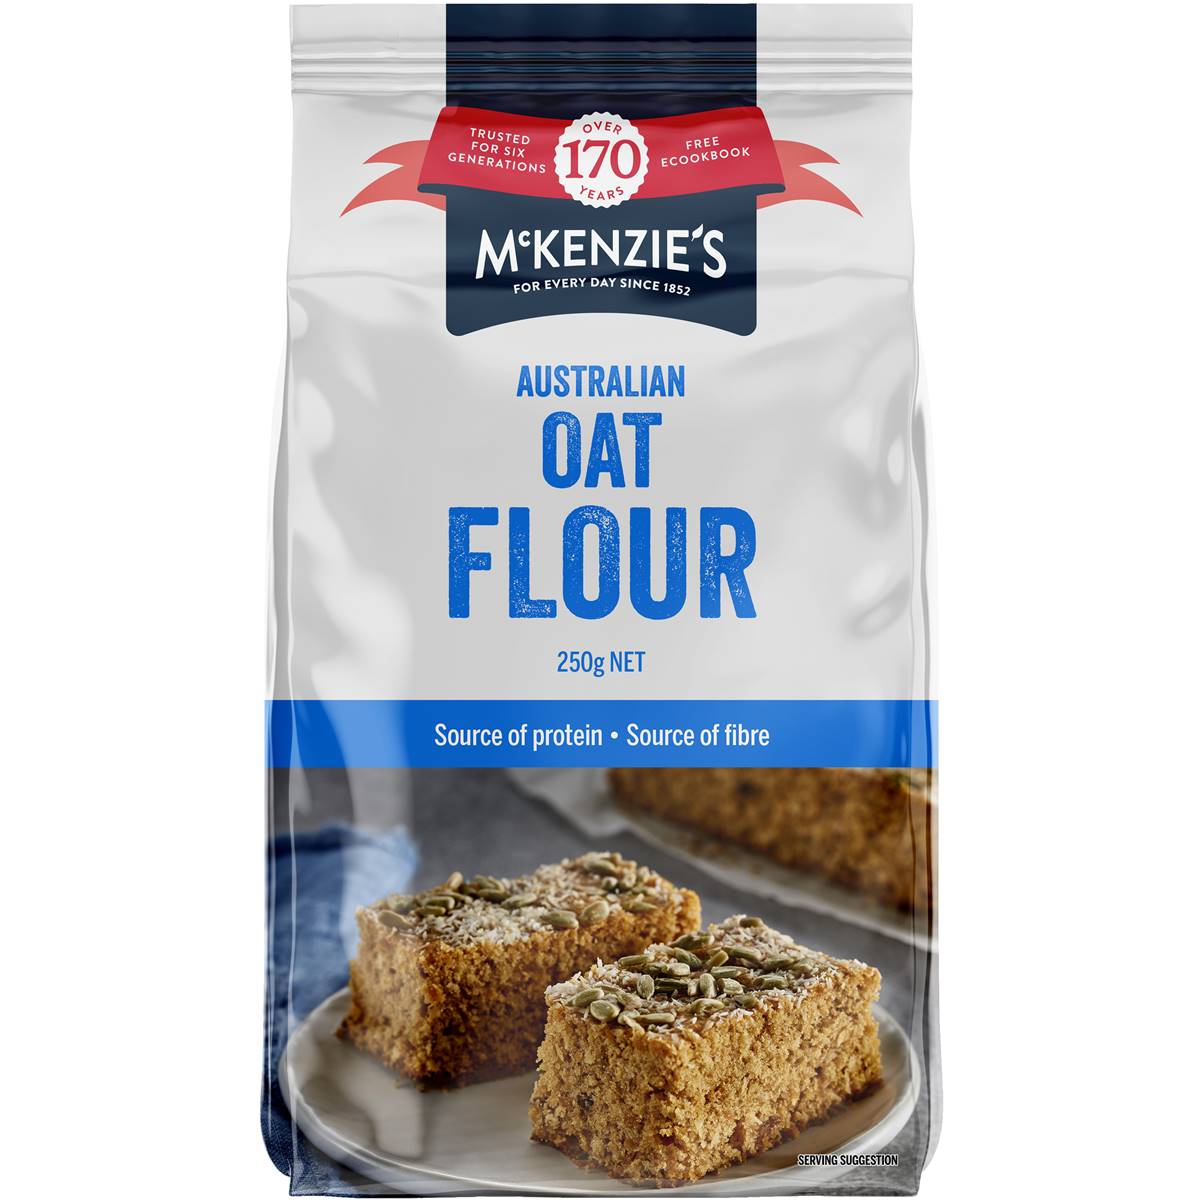 TRUSTED
FOR SIX
GENERATIONS
OVER
170
YEARS
FREE
ECOOKBOOK
McKENZIE'S
FOR EVERY DAY SINCE 1852
AUSTRALIAN
OAT
FLOUR
250g NET
Source of protein • Source of fibre
SERVING SUGGESTION